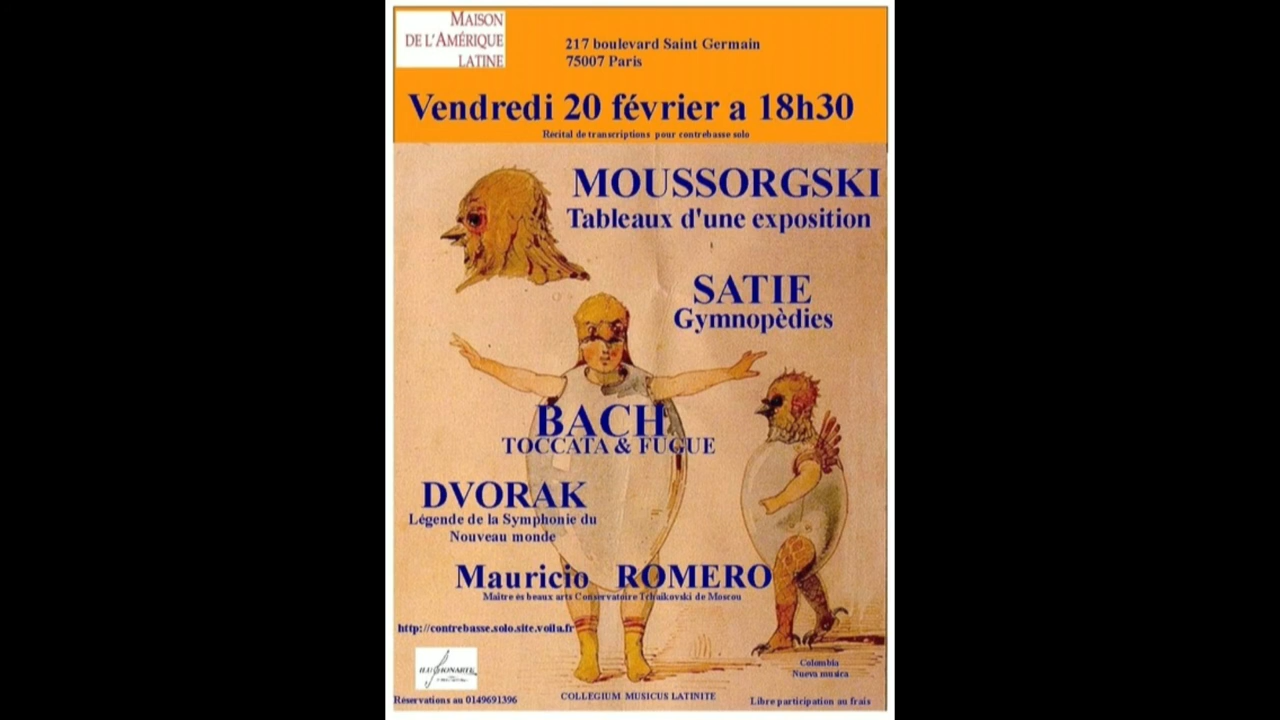 MAISON
DE L'AMÉRIQUE
LATINE
217 boulevard Saint Germain
75007 Paris
Vendredi 20 février a 18h30
Récital de transcriptions pour contrebasse solo
MOUSSORGSKI
Tableaux d'une exposition
SATIE
Gymnopèdies
BACH
TOCCATA & FUGUE
DVORAK
Légende de la Symphonie du
Nouveau monde
Mauricio ROMERO
Maitre ès beaux arts Conservatoire Tchaikovski de Moscou
http://contrebasse.solo.site.voila.fr
Colombia
Nueva musica
ILUSIONARTE
Réservations au 0149691396
COLLEGIUM MUSICUS LATINITE
Libre participation au frais